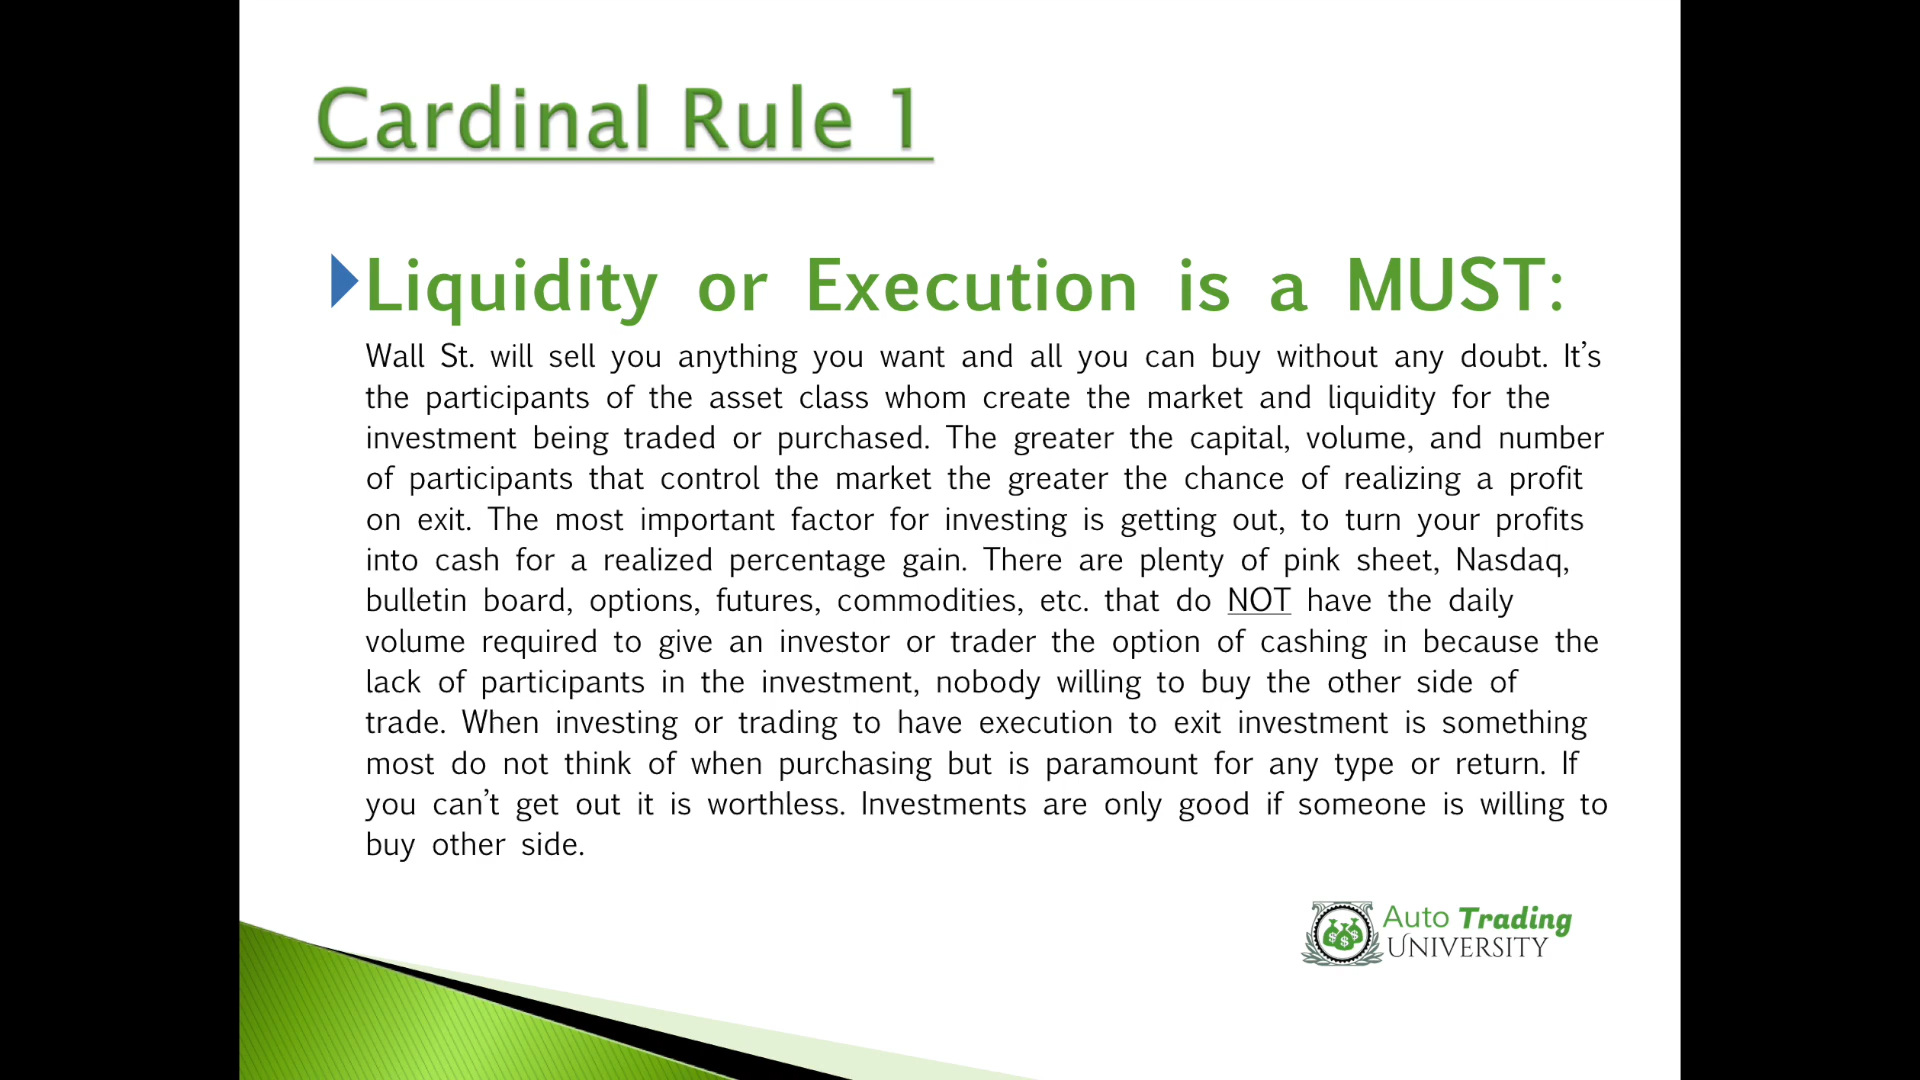 Cardinal Rule 1
Liquidity or Execution is a MUST:
Wall St. will sell you anything you want and all you can buy without any doubt. It’s
the participants of the asset class whom create the market and liquidity for the
investment being traded or purchased. The greater the capital, volume, and number
of participants that control the market the greater the chance of realizing a profit
on exit. The most important factor for investing is getting out, to turn your profits
into cash for a realized percentage gain. There are plenty of pink sheet, Nasdaq,
bulletin board, options, futures, commodities, etc. that do NOT have the daily
volume required to give an investor or trader the option of cashing in because the
lack of participants in the investment, nobody willing to buy the other side of
trade. When investing or trading to have execution to exit investment is something
most do not think of when purchasing but is paramount for any type or return. If
you can’t get out it is worthless. Investments are only good if someone is willing to
buy other side.
Auto Trading
UNIVERSITY